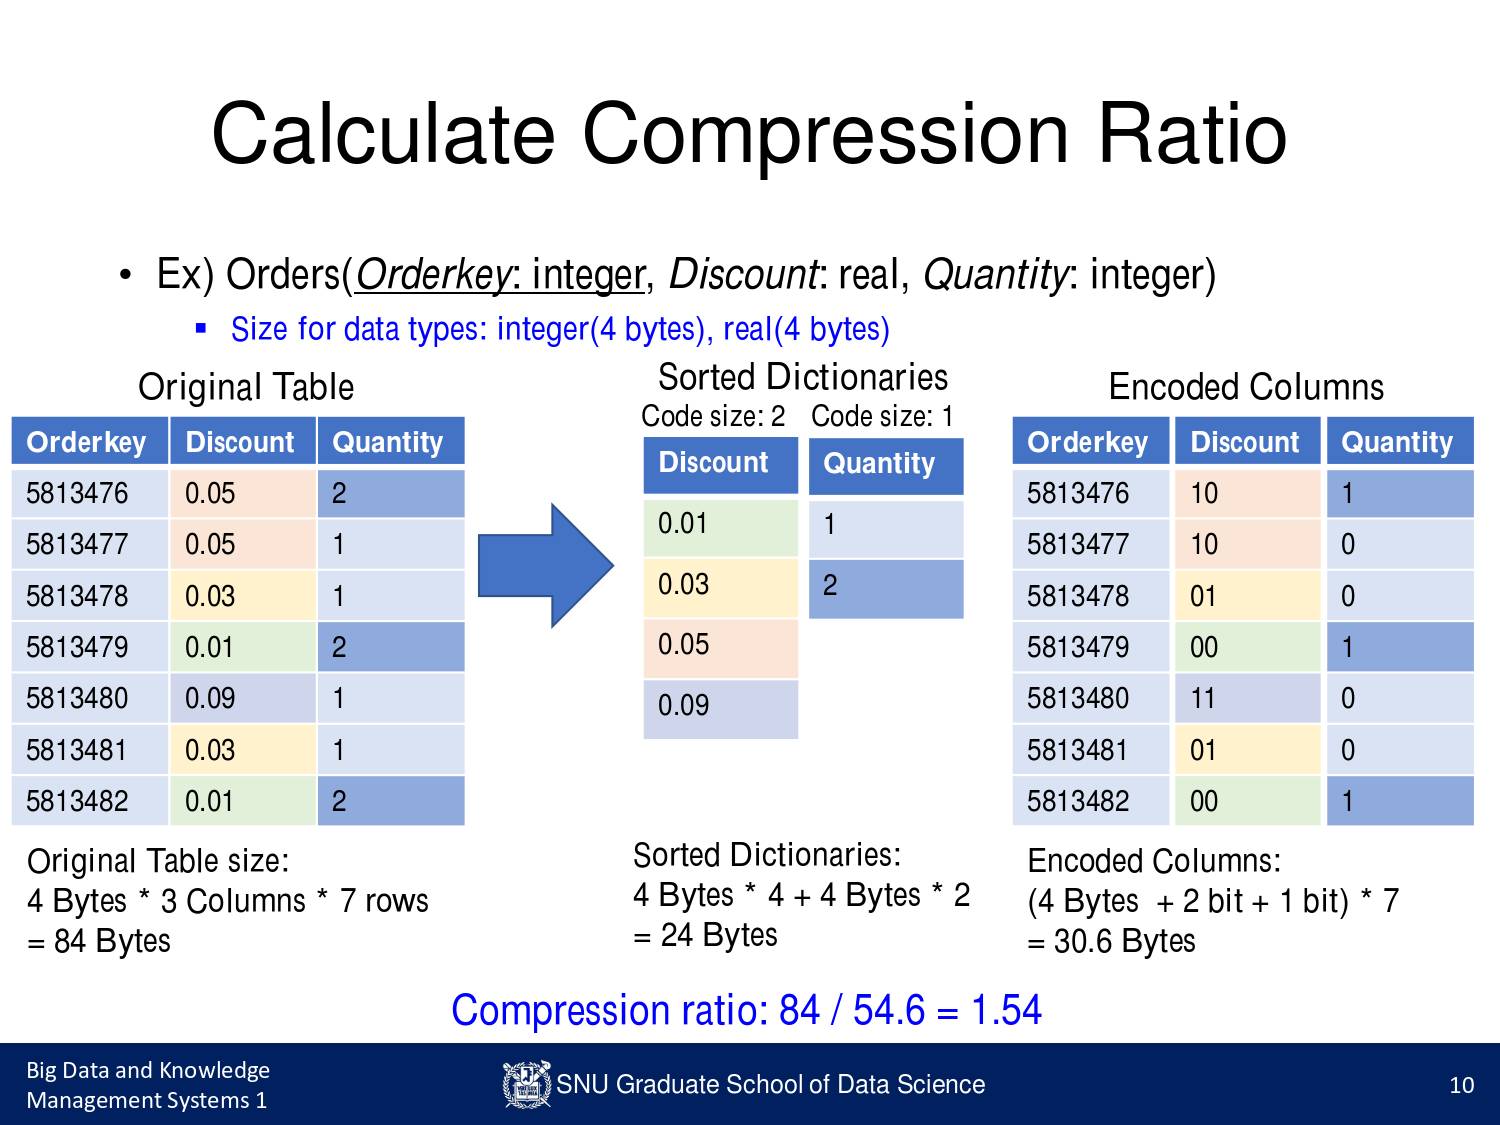 Calculate Compression Ratio
• Ex) Orders(Orderkey: integer, Discount: real, Quantity: integer)
▪ Size for data types: integer(4 bytes), real(4 bytes)
Original Table
Orderkey Discount Quantity
5813476 0.05 2
5813477 0.05 1
5813478 0.03 1
5813479 0.01 2
5813480 0.09 1
5813481 0.03 1
5813482 0.01 2
Original Table size:
4 Bytes * 3 Columns * 7 rows
= 84 Bytes
Sorted Dictionaries
Code size: 2 Code size: 1
Discount Quantity
0.01 1
0.03 2
0.05
0.09
Sorted Dictionaries:
4 Bytes * 4 + 4 Bytes * 2
= 24 Bytes
Encoded Columns
Orderkey Discount Quantity
5813476 10 1
5813477 10 0
5813478 01 0
5813479 00 1
5813480 11 0
5813481 01 0
5813482 00 1
Encoded Columns:
(4 Bytes + 2 bit + 1 bit) * 7
= 30.6 Bytes
Compression ratio: 84 / 54.6 = 1.54
Big Data and Knowledge
Management Systems 1
SNU Graduate School of Data Science
10